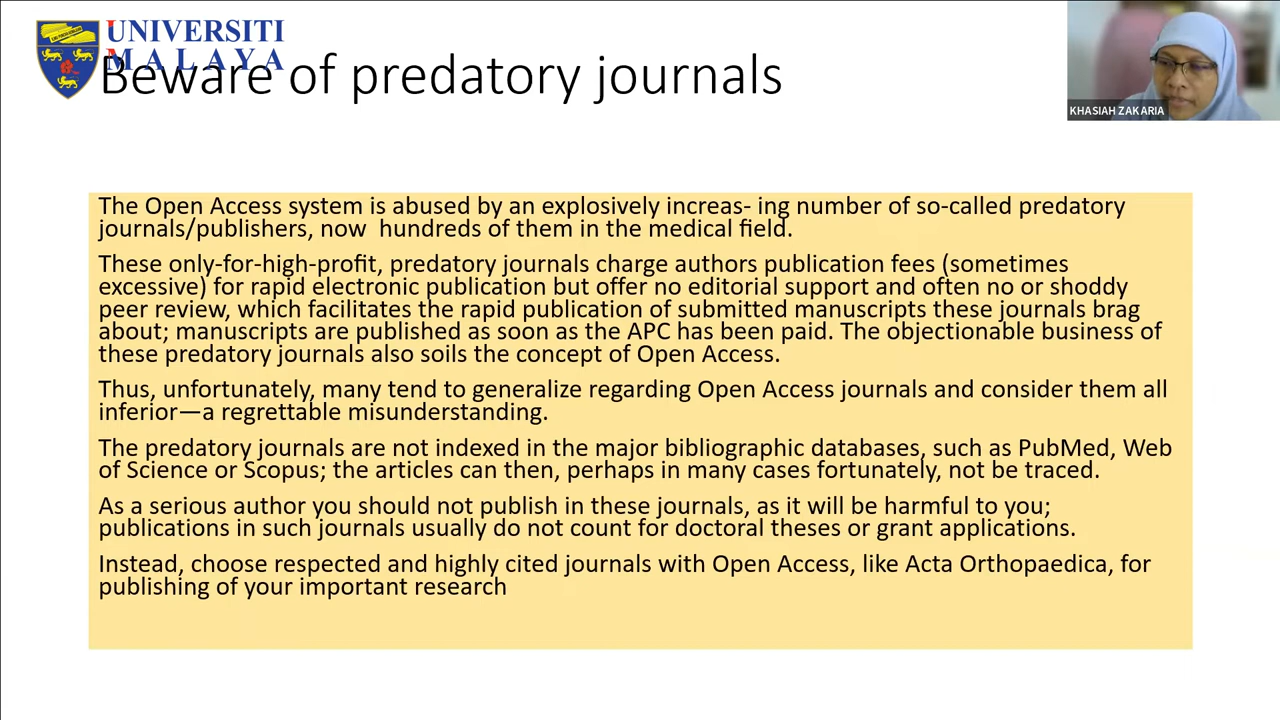 UNIVERSITI
MALAYA
Beware of predatory journals
KHASIAH ZAKARIA
The Open Access system is abused by an explosively increas- ing number of so-called predatory
journals/publishers, now  hundreds of them in the medical field.
These only-for-high-profit, predatory journals charge authors publication fees (sometimes
excessive) for rapid electronic publication but offer no editorial support and often no or shoddy
peer review, which facilitates the rapid publication of submitted manuscripts these journals brag
about; manuscripts are published as soon as the APC has been paid. The objectionable business of
these predatory journals also soils the concept of Open Access.
Thus, unfortunately, many tend to generalize regarding Open Access journals and consider them all
inferior—a regrettable misunderstanding.
The predatory journals are not indexed in the major bibliographic databases, such as PubMed, Web
of Science or Scopus; the articles can then, perhaps in many cases fortunately, not be traced.
As a serious author you should not publish in these journals, as it will be harmful to you;
publications in such journals usually do not count for doctoral theses or grant applications.
Instead, choose respected and highly cited journals with Open Access, like Acta Orthopaedica, for
publishing of your important research